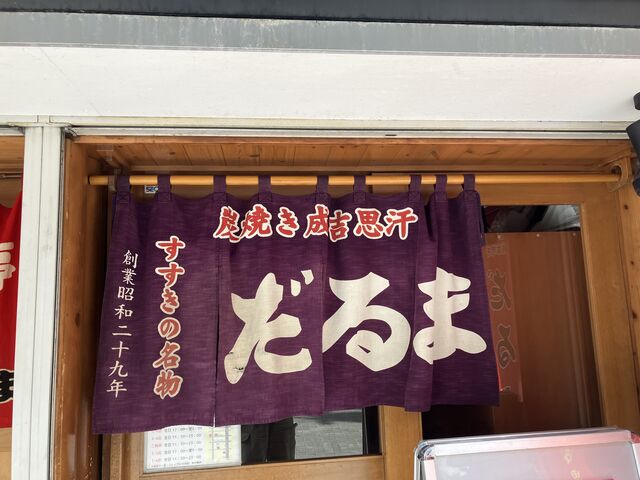 炭焼き成吉思汗
だるま
すすきの名物
創業昭和二十九年